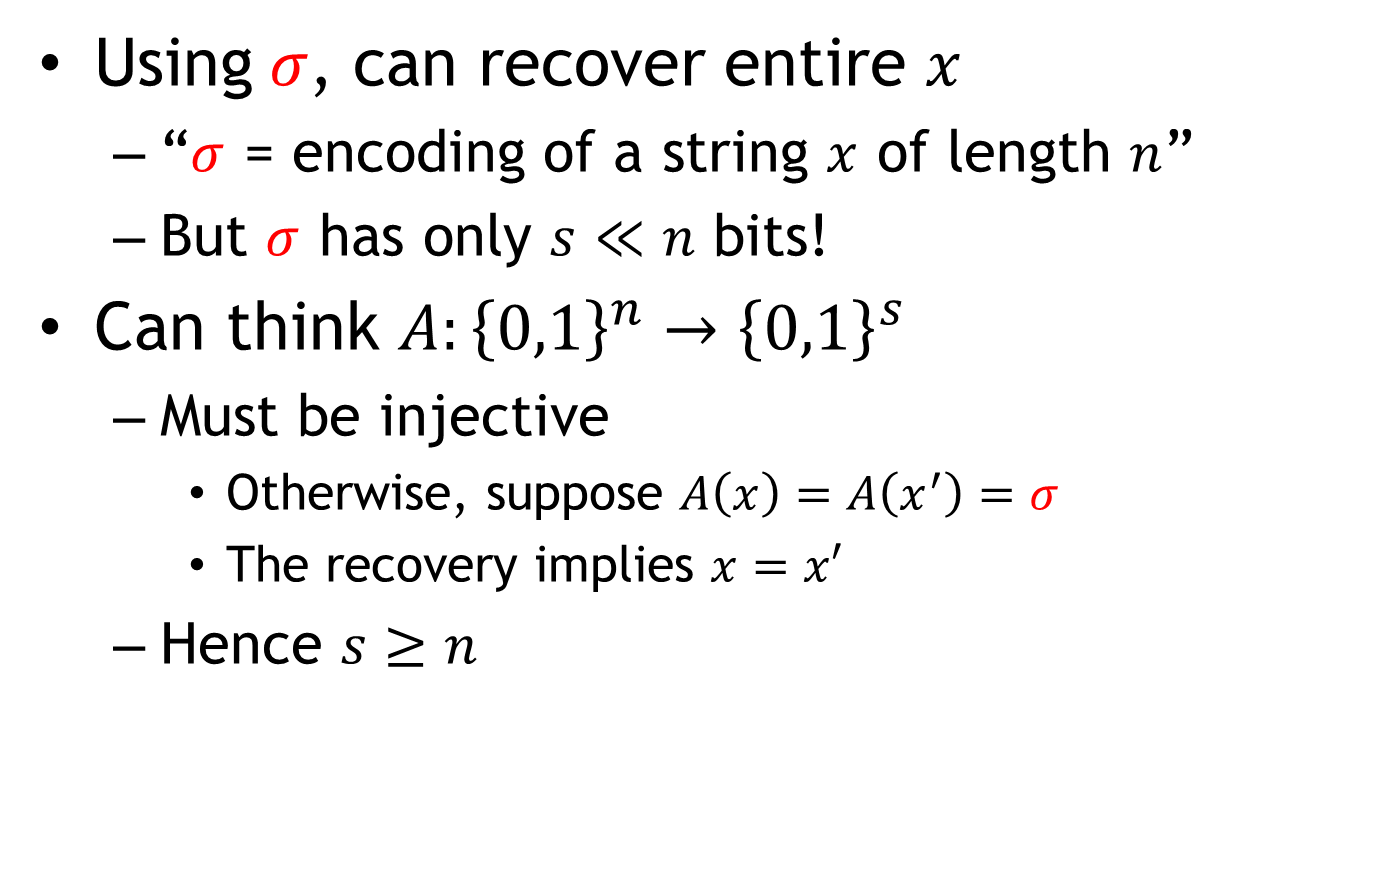 • Using σ, can recover entire x
– “σ = encoding of a string x of length n”
– But σ has only s ≪ n bits!
• Can think A: {0,1}ⁿ → {0,1}ˢ
– Must be injective
• Otherwise, suppose A(x) = A(x′) = σ
• The recovery implies x = x′
– Hence s ≥ n